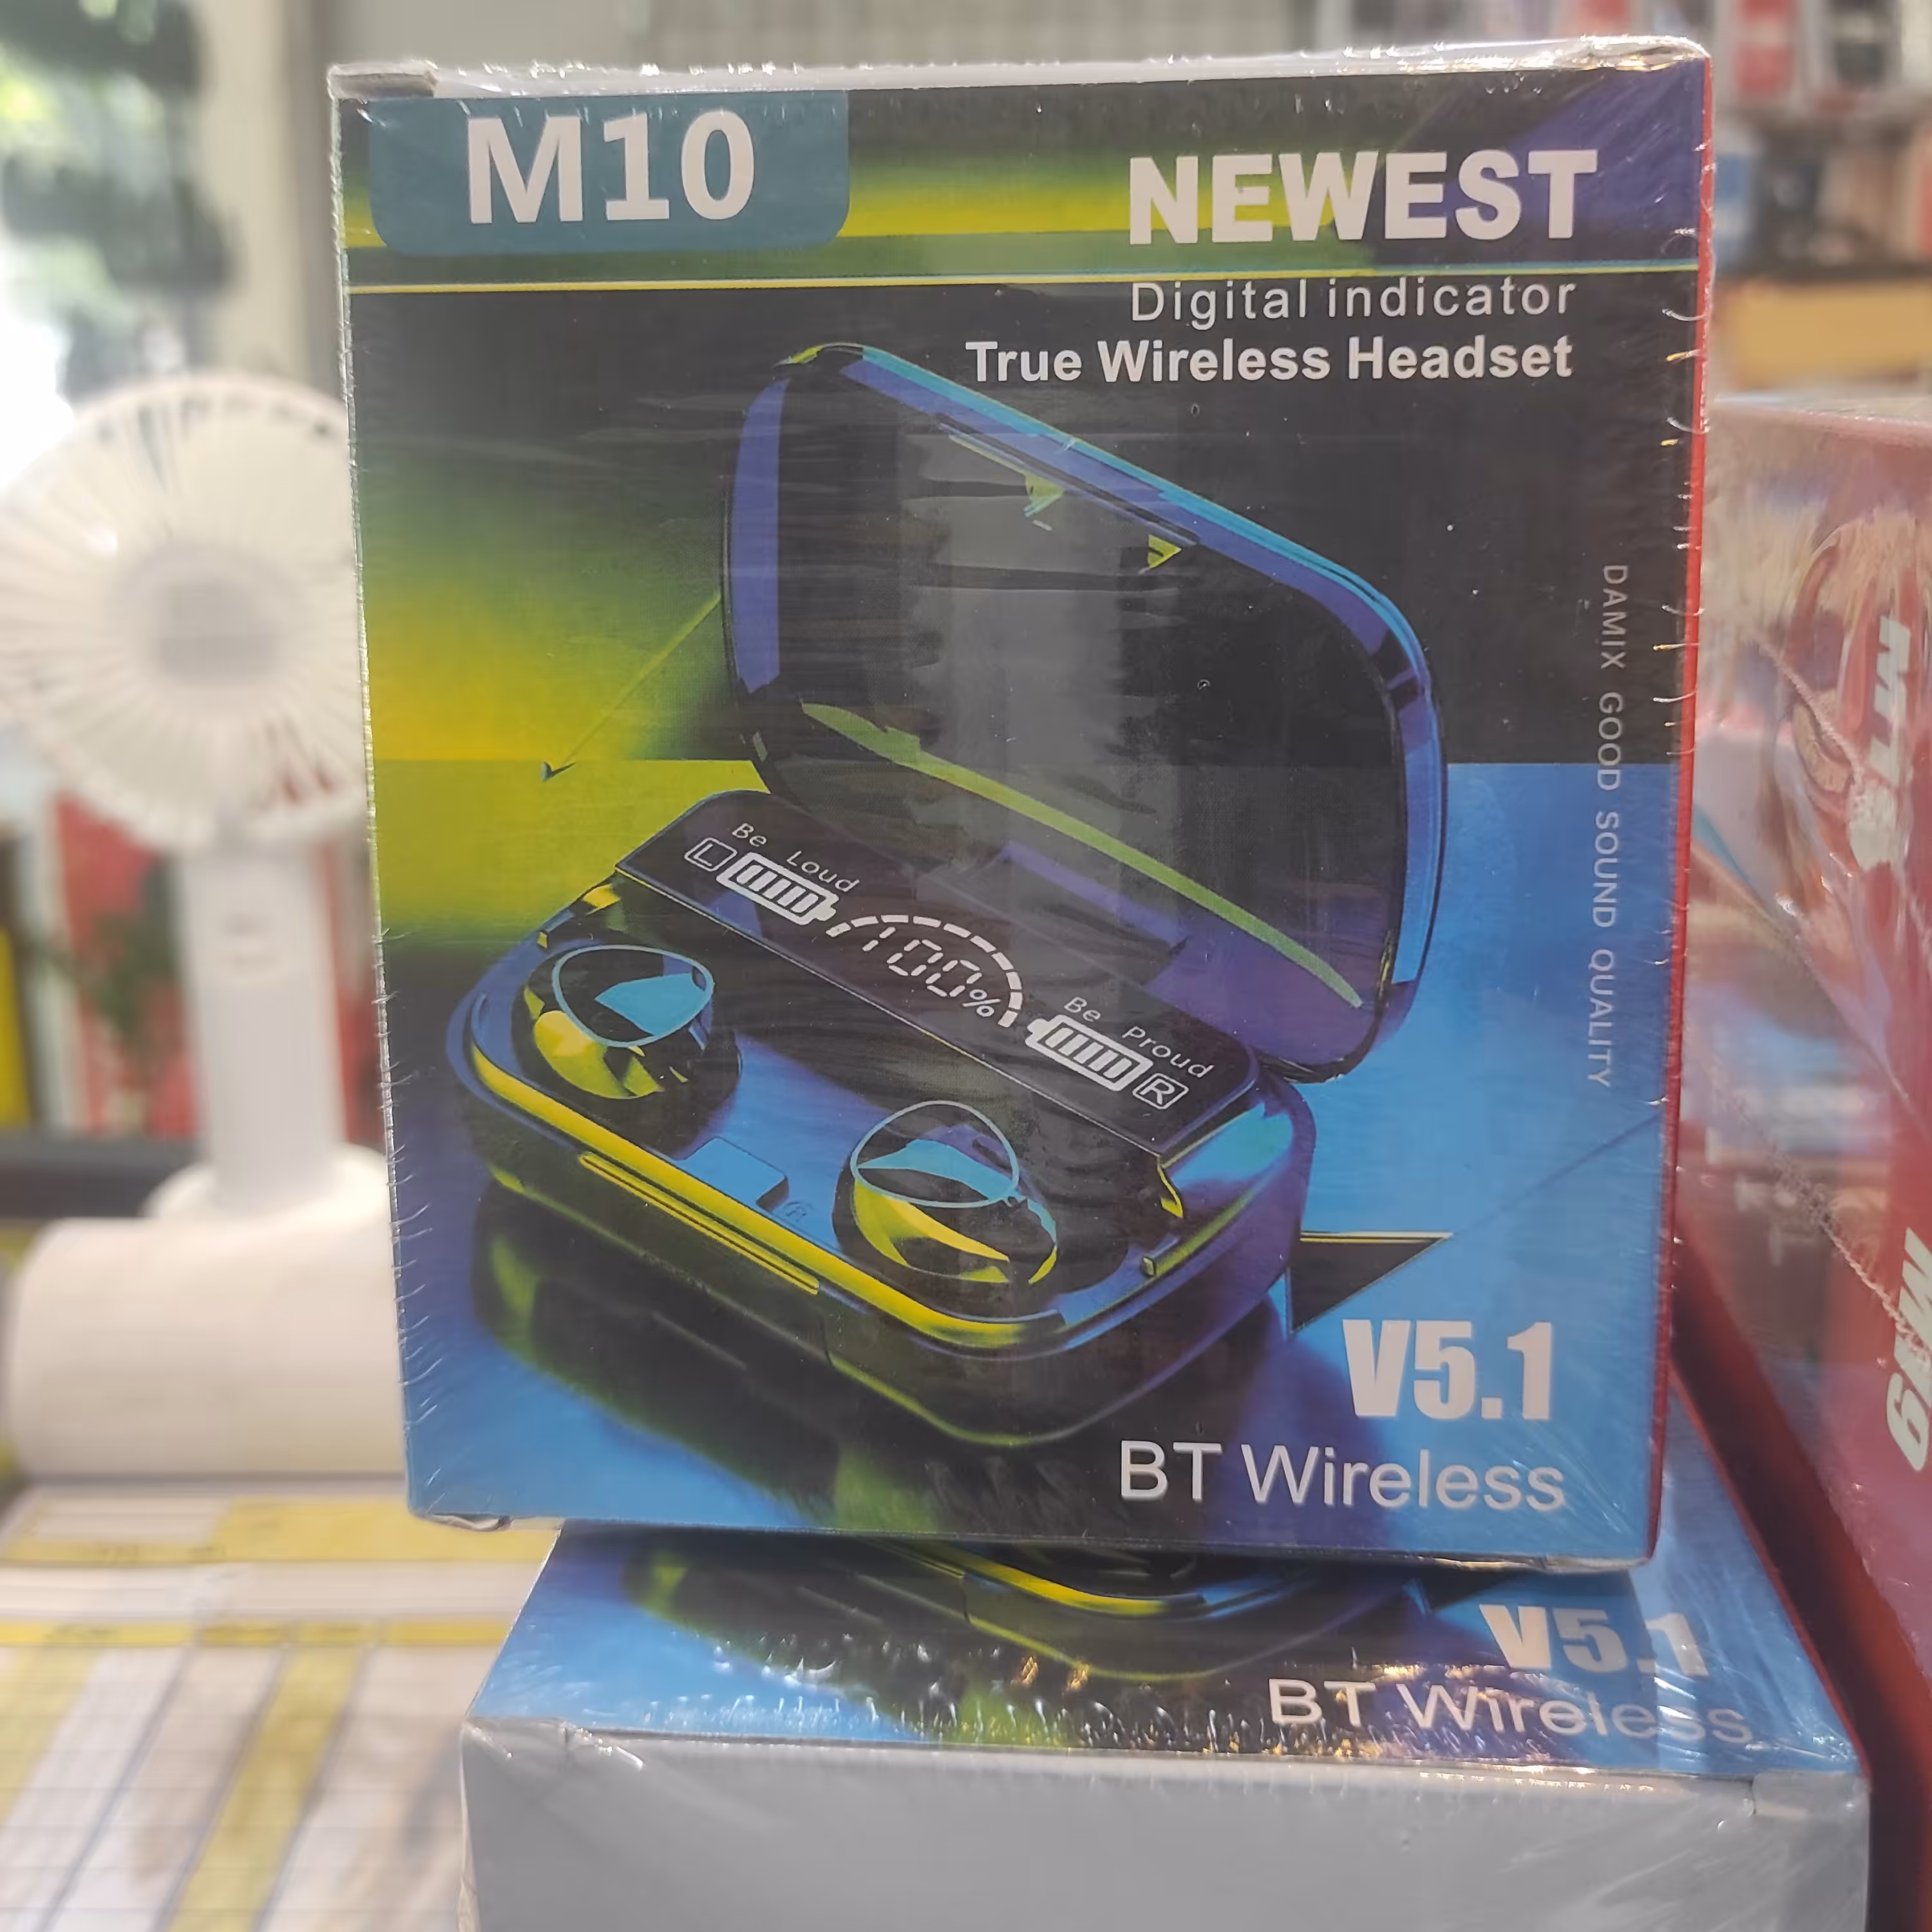 M10
NEWEST
Digital indicator
True Wireless Headset
DAMIX GOOD SOUND QUALITY
Be Loud
L
100%
Be Proud
R
V5.1
BT Wireless
V5.1
BT Wireless
M19